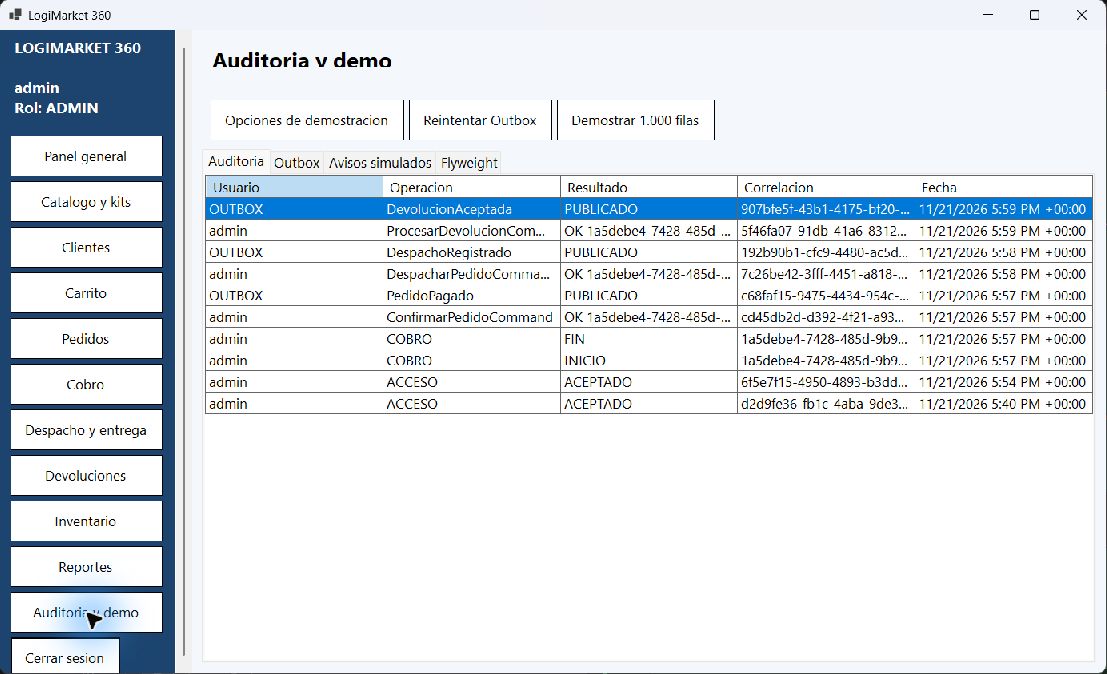 LogiMarket 360
LOGIMARKET 360
admin
Rol: ADMIN
Panel general
Catalogo y kits
Clientes
Carrito
Pedidos
Cobro
Despacho y entrega
Devoluciones
Inventario
Reportes
Auditoria y demo
Cerrar sesion
Auditoria y demo
Opciones de demostracion Reintentar Outbox Demostrar 1.000 filas
Auditoria Outbox Avisos simulados Flyweight
Usuario Operacion Resultado Correlacion Fecha
OUTBOX DevolucionAceptada PUBLICADO 907bfe5f-43b1-4175-bf20-... 11/21/2026 5:59 PM +00:00
admin ProcesarDevolucionCom... OK 1a5debe4-7428-485d-... 5f46fa07-91db-41a6-8312... 11/21/2026 5:59 PM +00:00
OUTBOX DespachoRegistrado PUBLICADO 192b90b1-cfc9-4480-ac5d... 11/21/2026 5:58 PM +00:00
admin DespacharPedidoComma... OK 1a5debe4-7428-485d-... 7c26be42-3fff-4451-a818-... 11/21/2026 5:58 PM +00:00
OUTBOX PedidoPagado PUBLICADO c68faf15-9475-4434-954c-... 11/21/2026 5:57 PM +00:00
admin ConfirmarPedidoCommand OK 1a5debe4-7428-485d-... cd45db2d-d392-4f21-a93... 11/21/2026 5:57 PM +00:00
admin COBRO FIN 1a5debe4-7428-485d-9b9... 11/21/2026 5:57 PM +00:00
admin COBRO INICIO 1a5debe4-7428-485d-9b9... 11/21/2026 5:57 PM +00:00
admin ACCESO ACEPTADO 6f5e7f15-4950-4893-b3dd... 11/21/2026 5:54 PM +00:00
admin ACCESO ACEPTADO d2d9fe36-fb1c-4aba-9de3... 11/21/2026 5:40 PM +00:00